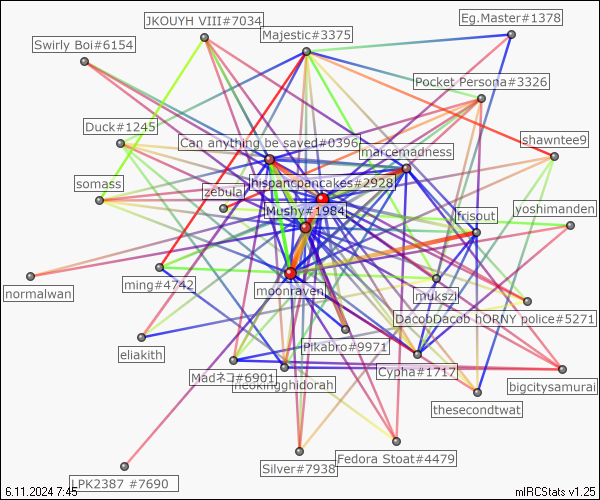 JKOUYH VIII#7034
Eg.Master#1378
Majestic#3375
Swirly Boi#6154
Pocket Persona#3326
Duck#1245
Can anything be saved#0396
shawntee9
marcemadness
somass
hispancpancakes#2928
zebula
Mushy#1984
yoshimanden
frisout
normalwan
ming#4742
moonraven
mukszi
DacobDacob hORNY police#5271
eliakith
Pikabro#9971
Madネコ#6901
neokingghidorah
Cypha#1717
bigcitysamurai
thesecondtwat
Fedora Stoat#4479
Silver#7938
LPK2387 #7690
6.11.2024 7:45
mIRCStats v1.25